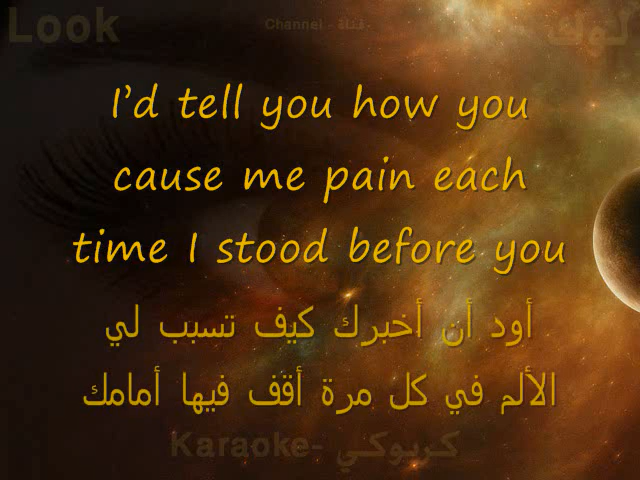 Look
Channel - قناة
لوك
I'd tell you how you
cause me pain each
time I stood before you
أود أن أخبرك كيف تسبب لي
الألم في كل مرة أقف فيها أمامك
Karaoke- كريوكي